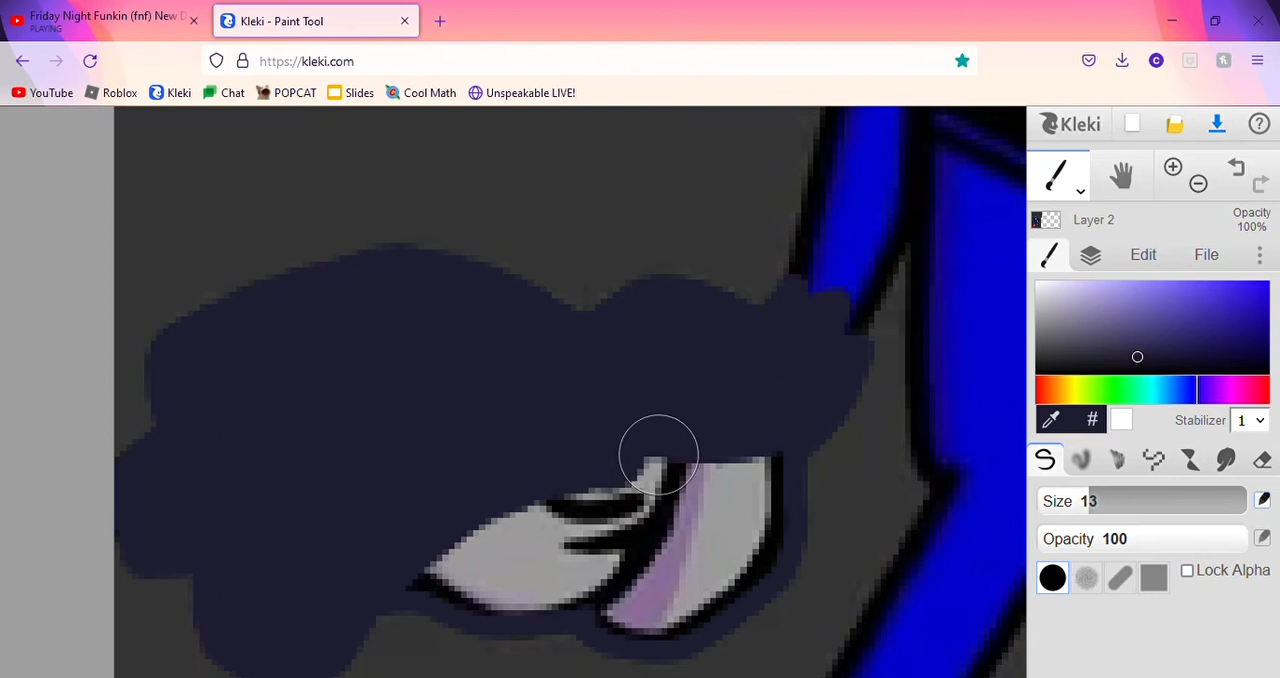 Friday Night Funkin (fnf) New D
PLAYING
Kleki - Paint Tool
https://kleki.com
YouTube Roblox Kleki Chat POPCAT Slides Cool Math Unspeakable LIVE!
Kleki
Layer 2 Opacity
100%
Edit File
# Stabilizer 1
Size 13
Opacity 100
Lock Alpha